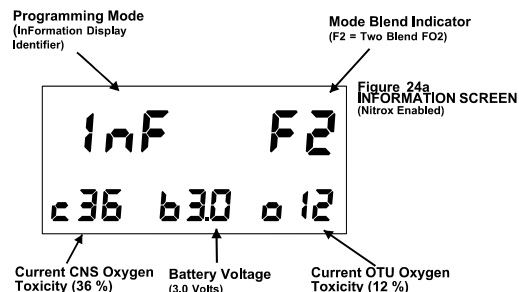 Programming Mode
(InFormation Display
Identifier)
Mode Blend Indicator
(F2 = Two Blend FO2)
Figure 24a
INFORMATION SCREEN
(Nitrox Enabled)
InF F2
c36 b3.0 o12
Current CNS Oxygen
Toxicity (36 %)
Battery Voltage
(3.0 Volts)
Current OTU Oxygen
Toxicity (12 %)